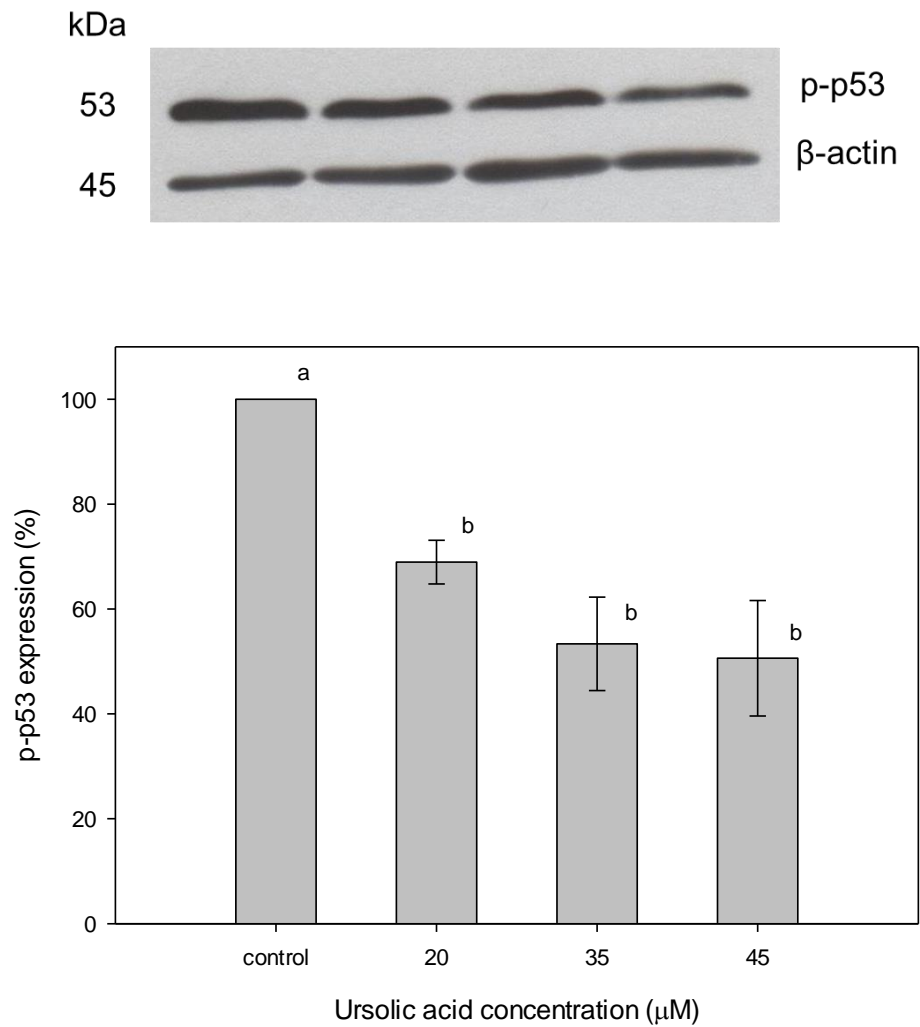 kDa
53
p-p53
β-actin
45
a
100
b
80
b
60
b
40
20
0
p-p53 expression (%)
control
20
35
45
Ursolic acid concentration (μM)